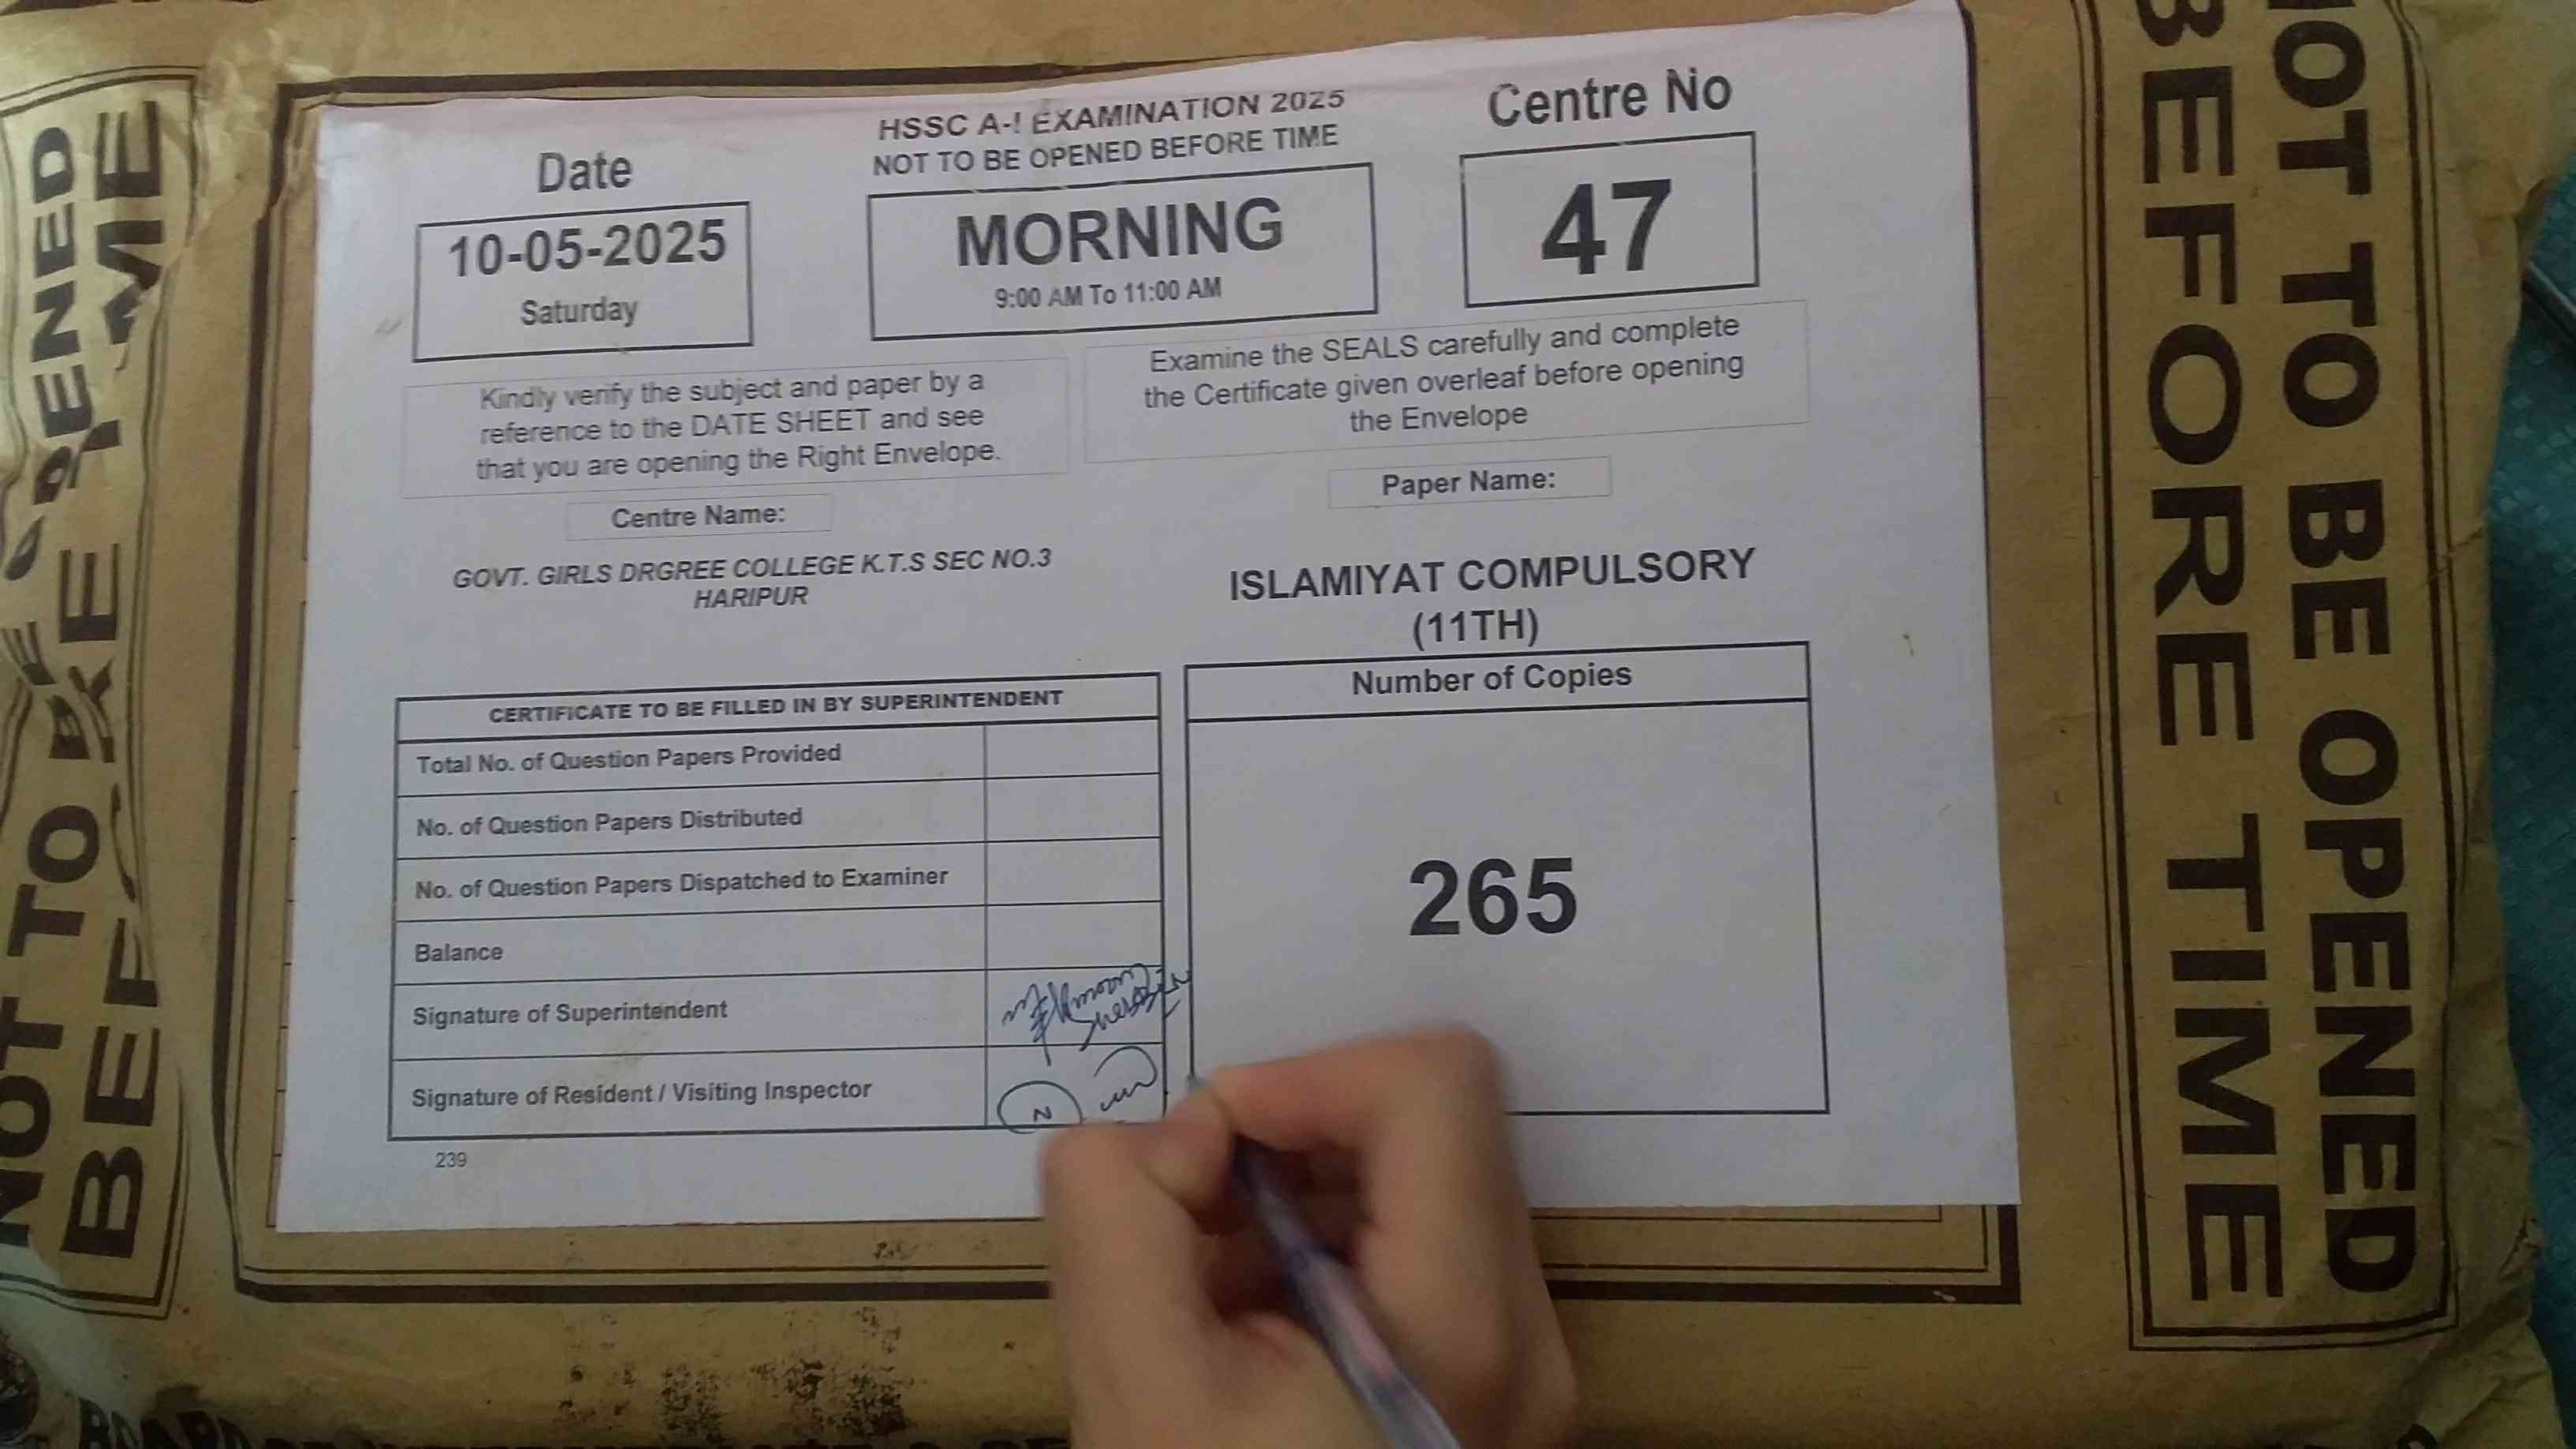 HSSC A-I EXAMINATION 2025
NOT TO BE OPENED BEFORE TIME
Date
10-05-2025
Saturday
MORNING
9:00 AM To 11:00 AM
Centre No
47
Kindly verify the subject and paper by a
reference to the DATE SHEET and see
that you are opening the Right Envelope.
Examine the SEALS carefully and complete
the Certificate given overleaf before opening
the Envelope
Centre Name:
GOVT. GIRLS DRGREE COLLEGE K.T.S SEC NO.3
HARIPUR
Paper Name:
ISLAMIYAT COMPULSORY
(11TH)
CERTIFICATE TO BE FILLED IN BY SUPERINTENDENT
Total No. of Question Papers Provided
No. of Question Papers Distributed
No. of Question Papers Dispatched to Examiner
Balance
Signature of Superintendent
Signature of Resident / Visiting Inspector
Number of Copies
265
239
NOT TO BE OPENED
BEFORE TIME
NOT TO BE OPENED
BEFORE TIME